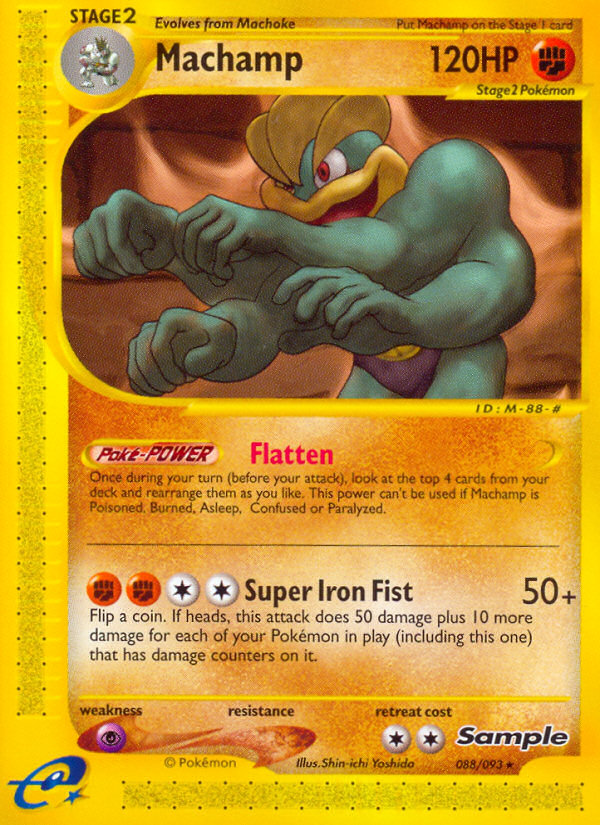 STAGE2 Evolves from Machoke Put Machamp on the Stage 1 card
Machamp 120HP
Stage2 Pokémon
ID: M-88-#
Poké-POWER Flatten
Once during your turn (before your attack), look at the top 4 cards from your
deck and rearrange them as you like. This power can't be used if Machamp is
Poisoned. Burned, Asleep, Confused or Paralyzed.
Super Iron Fist 50+
Flip a coin. If heads, this attack does 50 damage plus 10 more
damage for each of your Pokémon in play (including this one)
that has damage counters on it.
weakness resistance retreat cost
Sample
© Pokémon Illus.Shin-ichi Yoshida 088/093 ★
e